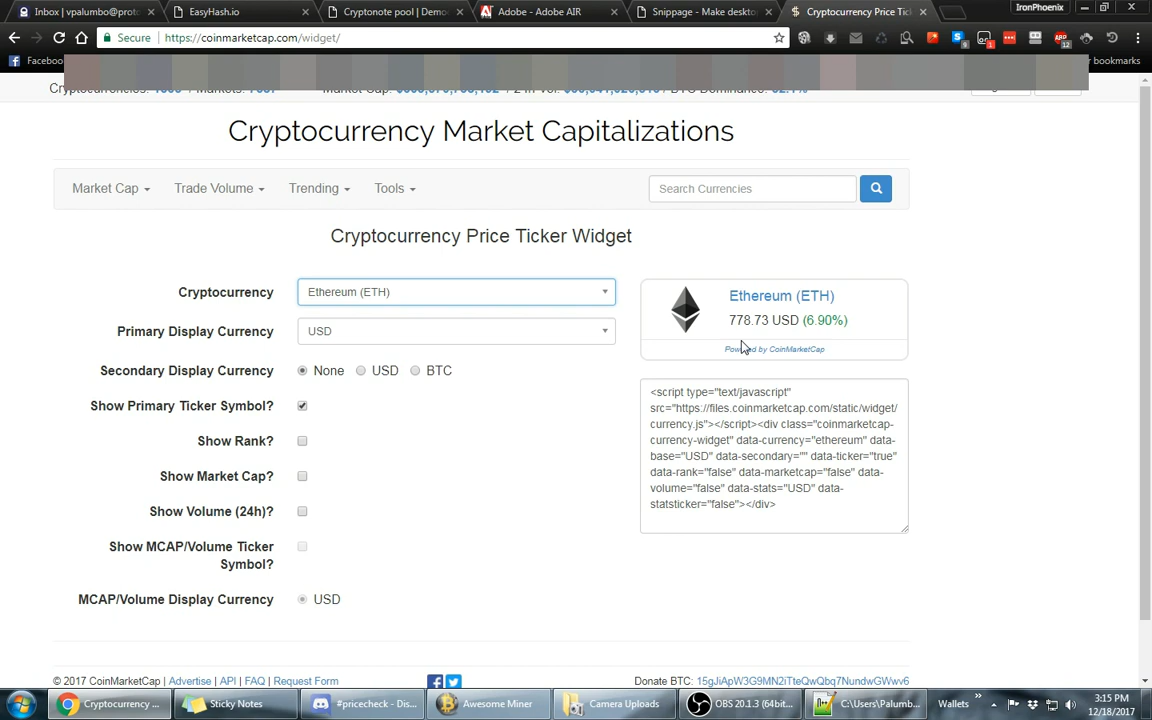 Inbox | vpalumbo@prot
EasyHash.io
Cryptonote pool | Demo
Adobe - Adobe AIR
Snippage - Make deskto
Cryptocurrency Price Tick
IronPhoenix
Secure
https://coinmarketcap.com/widget/
Faceboo
bookmarks
Cryptocurrency Market Capitalizations
Market Cap
Trade Volume
Trending
Tools
Search Currencies
Cryptocurrency Price Ticker Widget
Cryptocurrency
Ethereum (ETH)
Primary Display Currency
USD
Secondary Display Currency
None
USD
BTC
Show Primary Ticker Symbol?
Show Rank?
Show Market Cap?
Show Volume (24h)?
Show MCAP/Volume Ticker
Symbol?
MCAP/Volume Display Currency
USD
Ethereum (ETH)
778.73 USD (6.90%)
Powered by CoinMarketCap
<script type="text/javascript"
src="https://files.coinmarketcap.com/static/widget/
currency.js"></script><div class="coinmarketcap-
currency-widget" data-currency="ethereum" data-
base="USD" data-secondary="" data-ticker="true"
data-rank="false" data-marketcap="false" data-
volume="false" data-stats="USD" data-
statsticker="false"></div>
© 2017 CoinMarketCap | Advertise | API | FAQ | Request Form
Donate BTC: 15gJiApW3G9MN2iTteQwQbq7NundwGWwv6
Cryptocurrency ...
Sticky Notes
#pricecheck - Dis...
Awesome Miner
Camera Uploads
OBS 20.1.3 (64bit...
C:\Users\Palumb...
Wallets
3:15 PM
12/18/2017